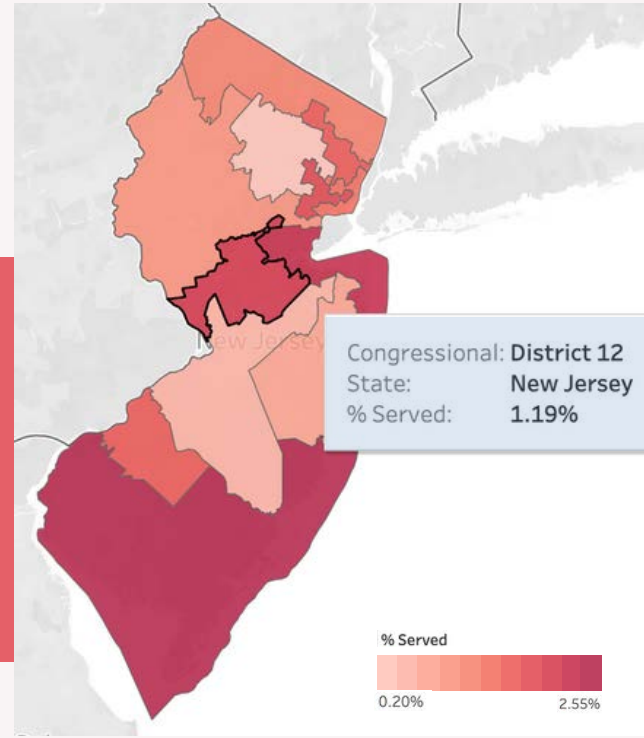 New Jersey
Congressional: District 12
State: New Jersey
% Served: 1.19%
% Served
0.20% 2.55%